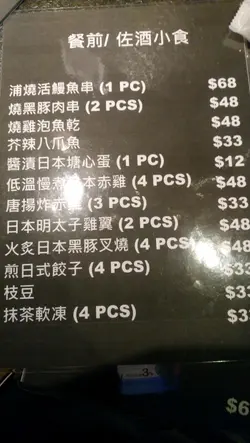 餐前/ 佐酒小食
浦燒活鰻魚串 (1 PC) $68
燒黑豚肉串 (2 PCS) $48
燒雞泡魚乾 $48
芥辣八爪魚 $33
醬漬日本塘心蛋 (1 PC) $12
低溫慢煮日本赤雞 (4 PCS) $48
唐揚炸赤雞 (3 PCS) $33
日本明太子雞翼 (2 PCS) $48
火炙日本黑豚叉燒 (4 PCS) $48
煎日式餃子 (4 PCS) $33
枝豆 $33
抹茶軟凍 (4 PCS)